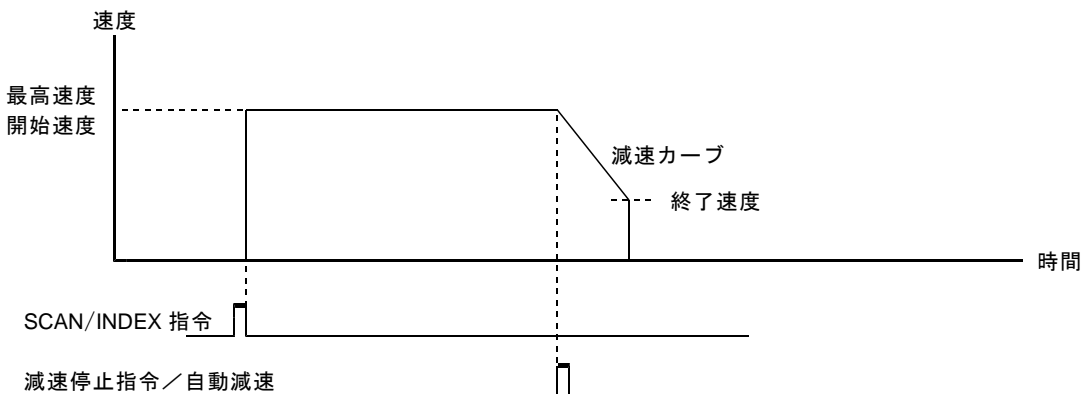 速度
最高速度
開始速度
減速カーブ
終了速度
時間
SCAN/INDEX 指令
減速停止指令／自動減速